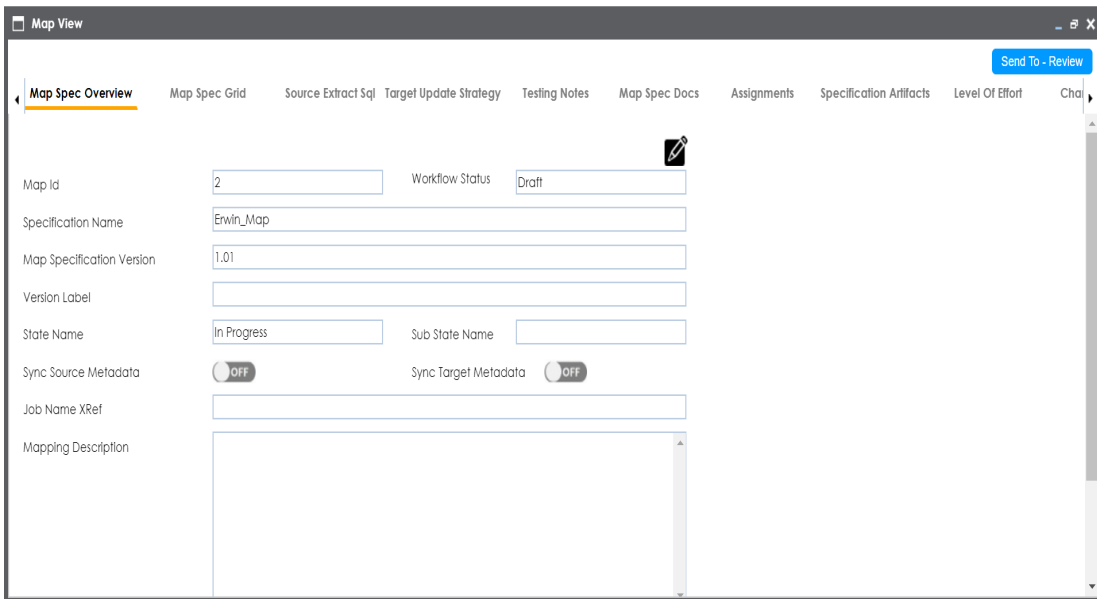 Map View
Send To - Review
Map Spec Overview Map Spec Grid Source Extract Sql Target Update Strategy Testing Notes Map Spec Docs Assignments Specification Artifacts Level Of Effort Cha
Map Id 2 Workflow Status Draft
Specification Name Erwin_Map
Map Specification Version 1.01
Version Label
State Name In Progress Sub State Name
Sync Source Metadata OFF Sync Target Metadata OFF
Job Name XRef
Mapping Description